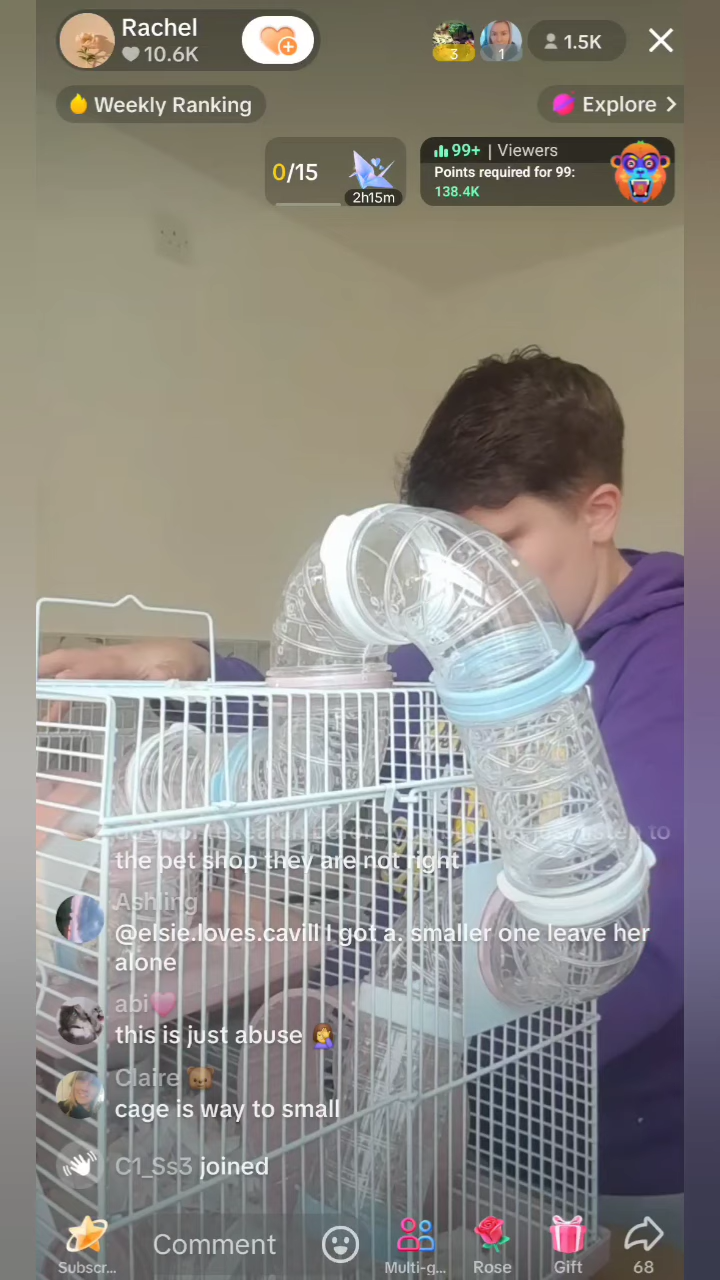 Rachel
10.6K
3
1
1.5K
Weekly Ranking
Explore >
0/15
2h15m
99+ | Viewers
Points required for 99:
138.4K
the pet shop they are not right
Ashling
@elsie.loves.cavill I got a. smaller one leave her
alone
abi
this is just abuse
Claire
cage is way to small
C1_Ss3 joined
Comment
Subscr...
Multi-g...
Rose
Gift
68